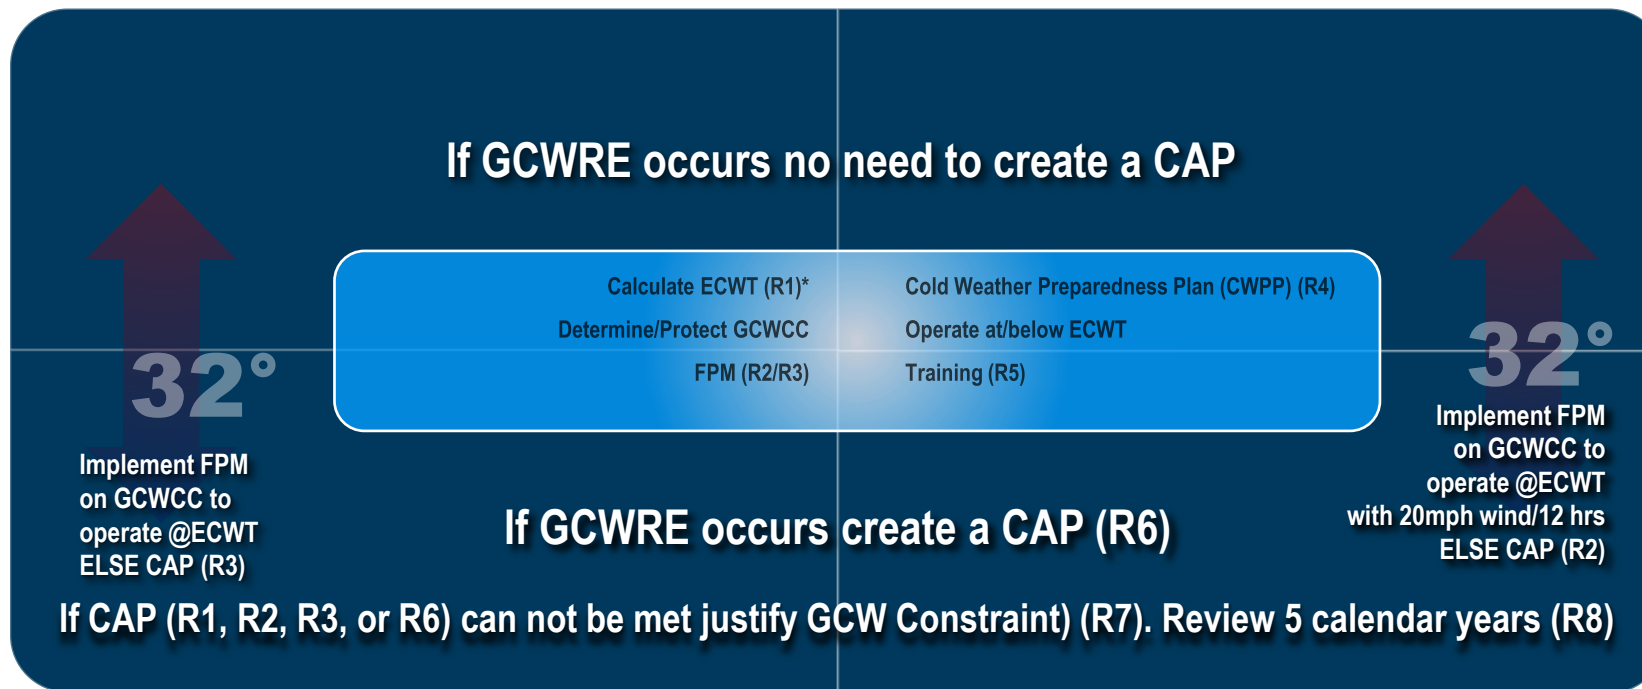 If GCWRE occurs no need to create a CAP
Calculate ECWT (R1)*
Determine/Protect GCWCC
FPM (R2/R3)
Cold Weather Preparedness Plan (CWPP) (R4)
Operate at/below ECWT
Training (R5)
32°
Implement FPM
on GCWCC to
operate @ECWT
ELSE CAP (R3)
32°
Implement FPM
on GCWCC to
operate @ECWT
with 20mph wind/12 hrs
ELSE CAP (R2)
If GCWRE occurs create a CAP (R6)
If CAP (R1, R2, R3, or R6) can not be met justify GCW Constraint) (R7). Review 5 calendar years (R8)